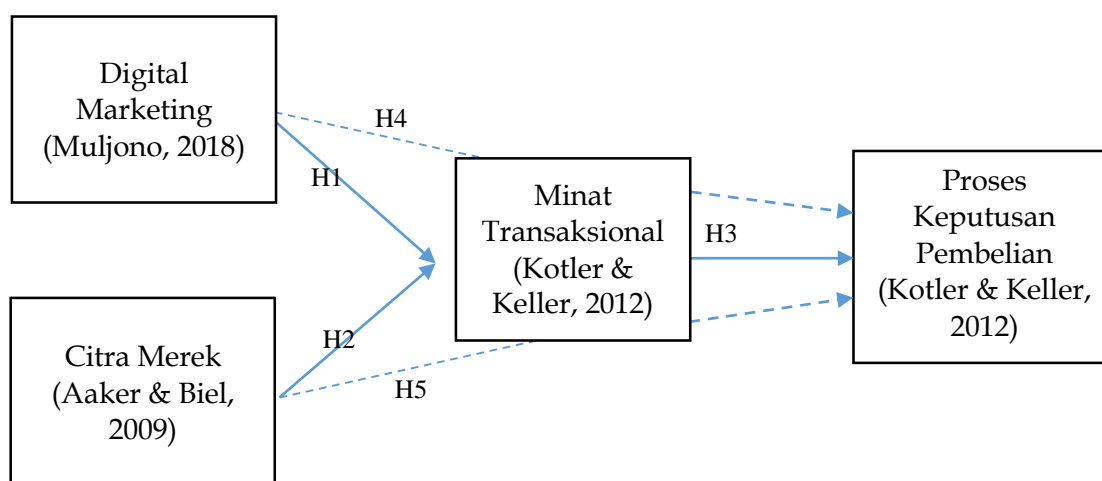 Digital
Marketing
(Muljono, 2018)
H4
H1
Minat
Transaksional
(Kotler &
Keller, 2012)
H3
Proses
Keputusan
Pembelian
(Kotler & Keller,
2012)
H2
Citra Merek
(Aaker & Biel,
2009)
H5